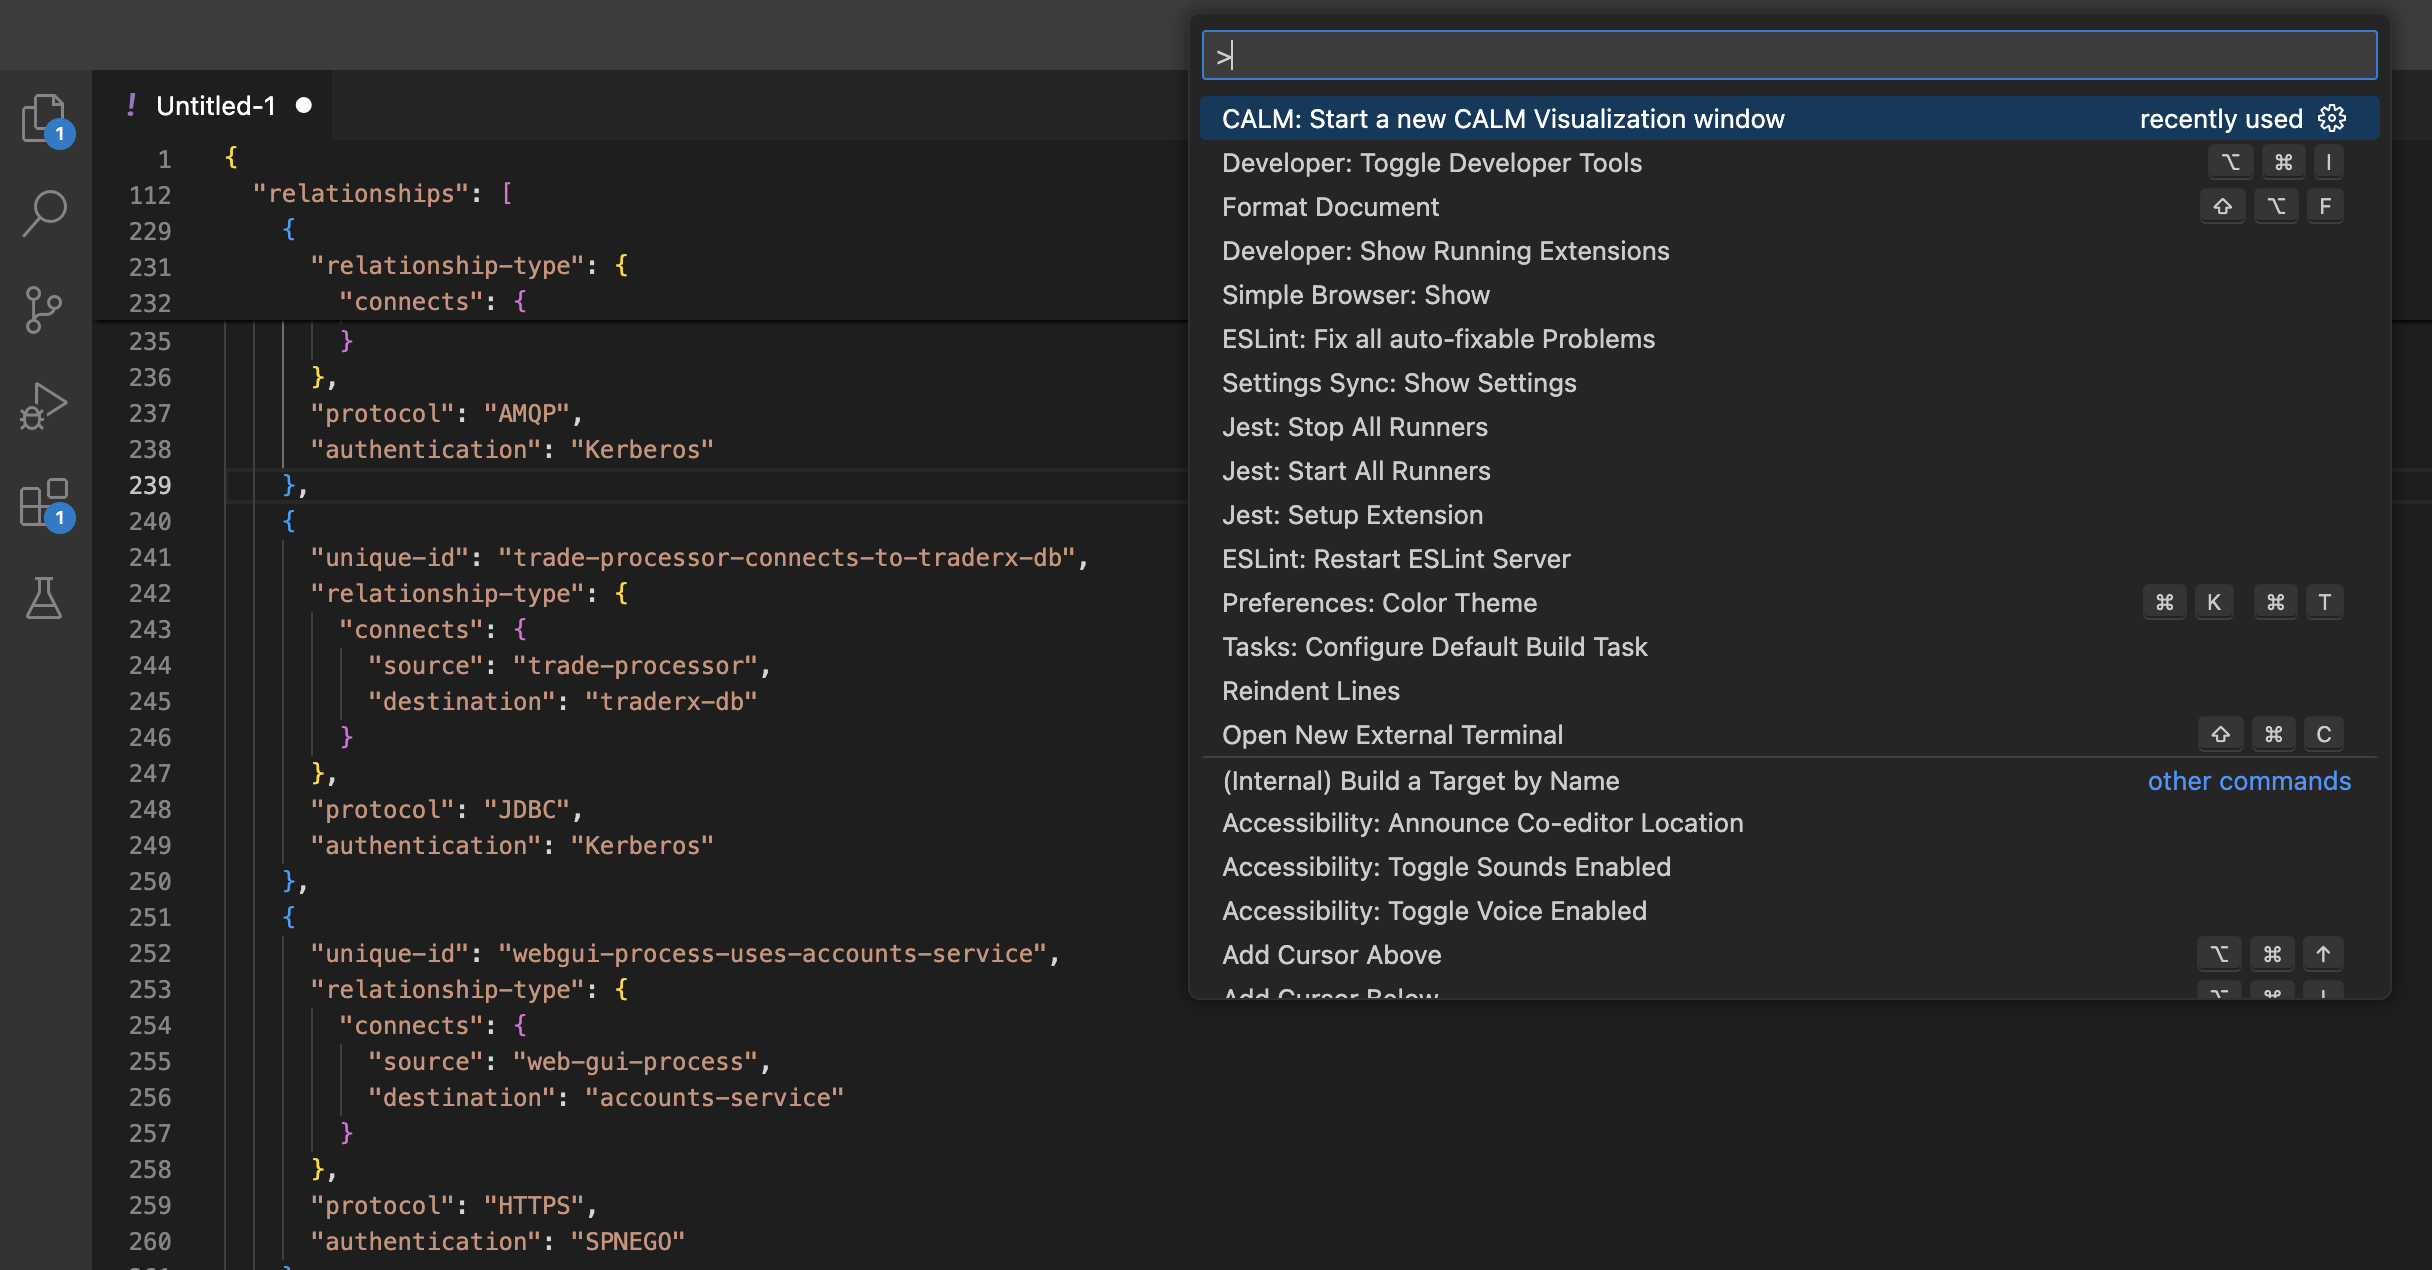 ! Untitled-1
1 {
112 "relationships": [
229 {
231 "relationship-type": {
232 "connects": {
235 }
236 },
237 "protocol": "AMQP",
238 "authentication": "Kerberos"
239 },
240 {
241 "unique-id": "trade-processor-connects-to-traderx-db",
242 "relationship-type": {
243 "connects": {
244 "source": "trade-processor",
245 "destination": "traderx-db"
246 }
247 },
248 "protocol": "JDBC",
249 "authentication": "Kerberos"
250 },
251 {
252 "unique-id": "webgui-process-uses-accounts-service",
253 "relationship-type": {
254 "connects": {
255 "source": "web-gui-process",
256 "destination": "accounts-service"
257 }
258 },
259 "protocol": "HTTPS",
260 "authentication": "SPNEGO"
1
1
>
CALM: Start a new CALM Visualization window recently used
Developer: Toggle Developer Tools ⌥ ⌘ I
Format Document ⇧ ⌥ F
Developer: Show Running Extensions
Simple Browser: Show
ESLint: Fix all auto-fixable Problems
Settings Sync: Show Settings
Jest: Stop All Runners
Jest: Start All Runners
Jest: Setup Extension
ESLint: Restart ESLint Server
Preferences: Color Theme ⌘ K ⌘ T
Tasks: Configure Default Build Task
Reindent Lines
Open New External Terminal ⇧ ⌘ C
(Internal) Build a Target by Name other commands
Accessibility: Announce Co-editor Location
Accessibility: Toggle Sounds Enabled
Accessibility: Toggle Voice Enabled
Add Cursor Above ⌥ ⌘ ↑
Add Cursor Below